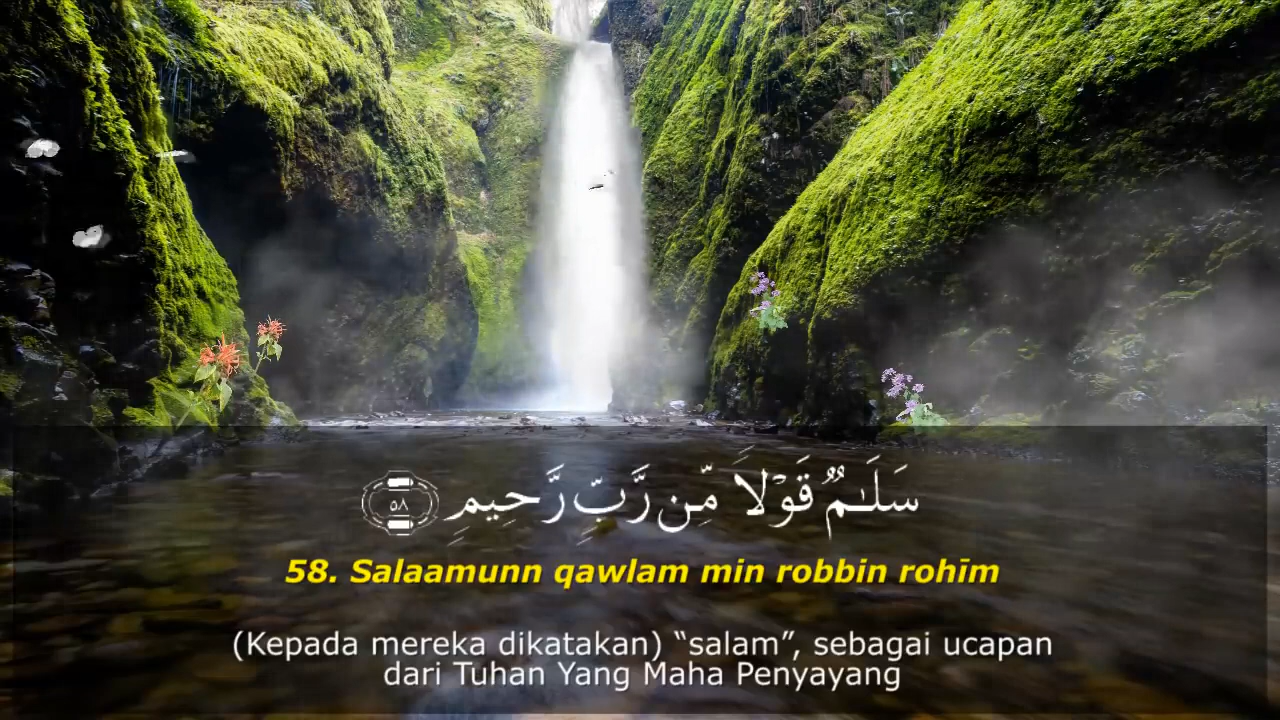 سَلَـٰمٌ قَوْلًا مِّن رَّبٍّ رَّحِيمٍ ٥٨
58. Salaamunn qawlam min robbin rohīm
(Kepada mereka dikatakan) “salam”, sebagai ucapan
dari Tuhan Yang Maha Penyayang